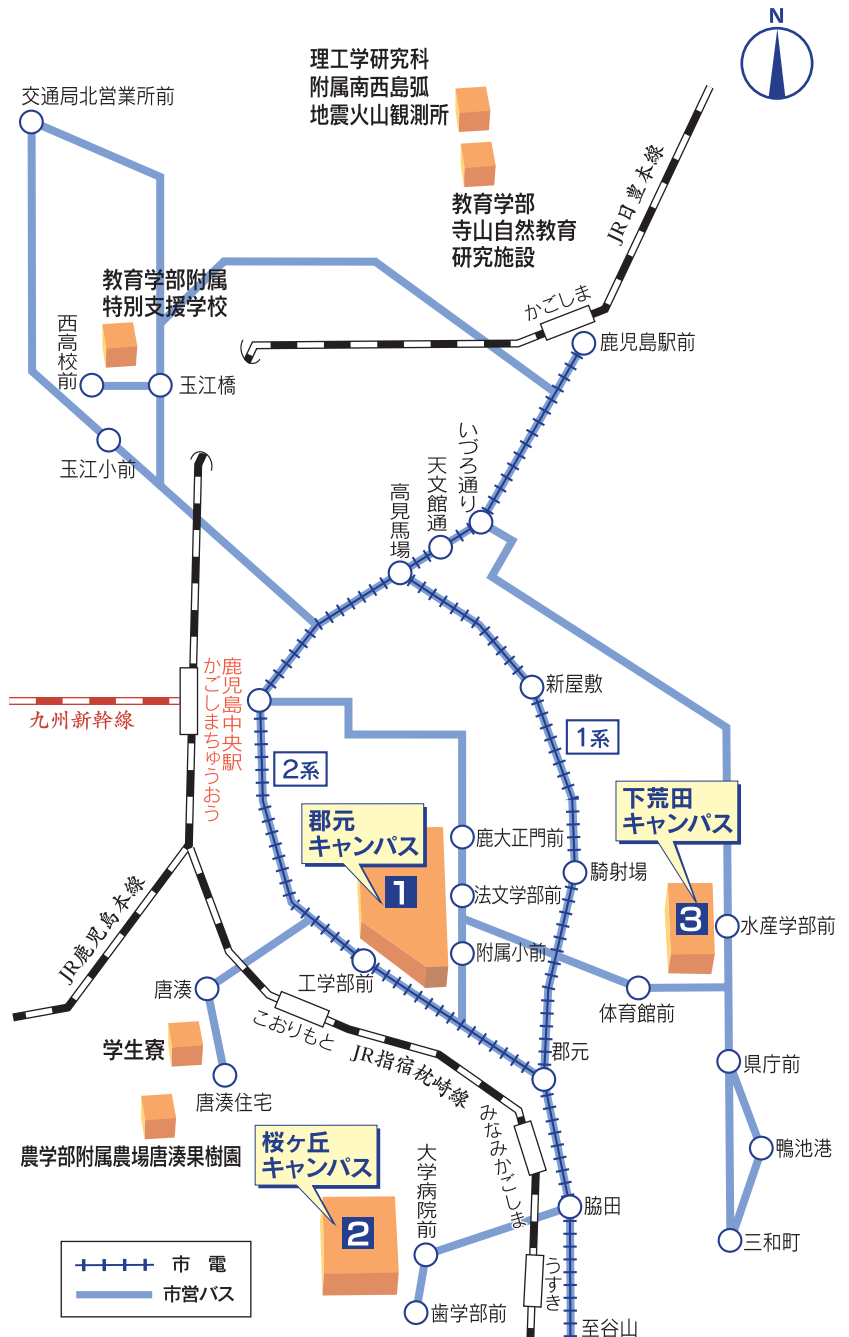 N
理工学研究科
附属南西島弧
地震火山観測所
交通局北営業所前
JR日豊本線
教育学部
寺山自然教育
研究施設
教育学部附属
特別支援学校
かごしま
西高校前
鹿児島駅前
玉江橋
いづろ通り
玉江小前
天文館通
高見馬場
鹿児島中央駅
かごしまちゅうおう
新屋敷
九州新幹線
1系
2系
郡元
キャンパス
下荒田
キャンパス
鹿大正門前
騎射場
1
法文学部前
3
水産学部前
JR鹿児島本線
附属小前
工学部前
唐湊
体育館前
こおりもと
学生寮
JR指宿枕崎線
郡元
県庁前
唐湊住宅
みなみかごしま
農学部附属農場唐湊果樹園
桜ヶ丘
キャンパス
大学病院前
鴨池港
脇田
2
三和町
うすき
市 電
市営バス
歯学部前
至谷山